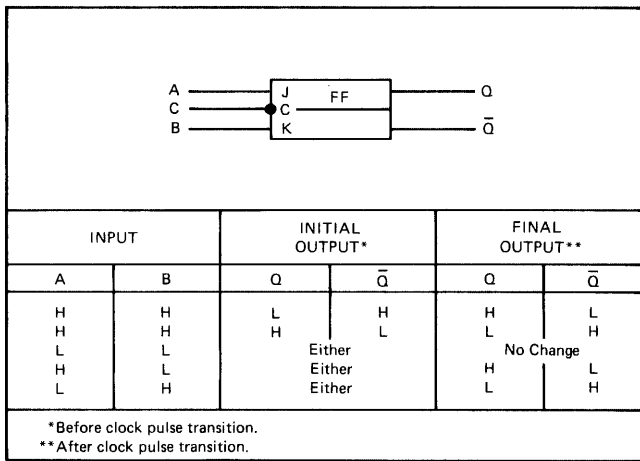 A J FF Q
C C
B K Q̄
INPUT INITIAL OUTPUT* FINAL OUTPUT**
A B Q Q̄ Q Q̄
H H L H H L
H H H L L H
L L Either No Change
H L Either H L
L H Either L H
*Before clock pulse transition.
**After clock pulse transition.